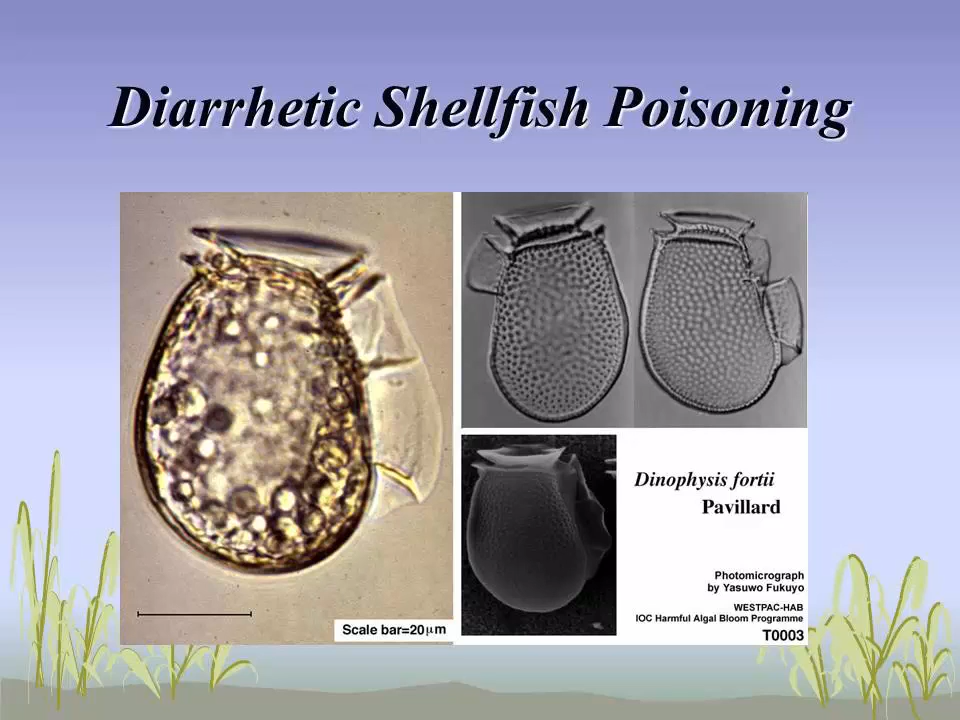 Diarrhetic Shellfish Poisoning
Scale bar=20μm
Dinophysis fortii
Pavillard
Photomicrograph
by Yasuwo Fukuyo
WESTPAC-HAB
IOC Harmful Algal Bloom Programme
T0003